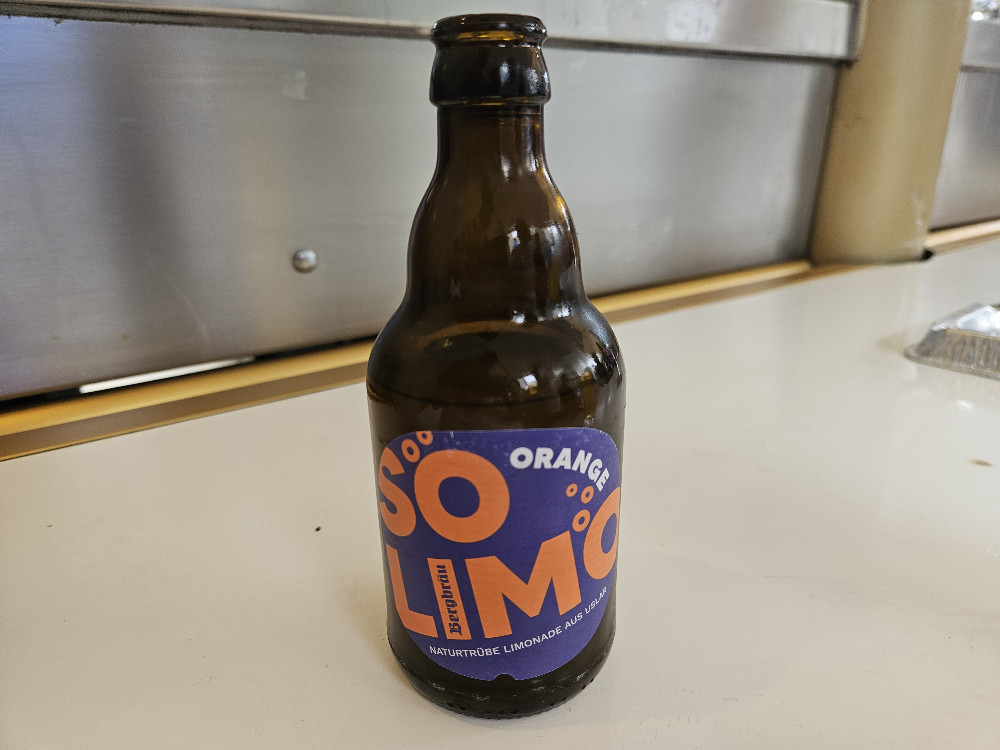 SO
ORANGE
LIMO
Bergbräu
NATURTRÜBE LIMONADE AUS USLAR